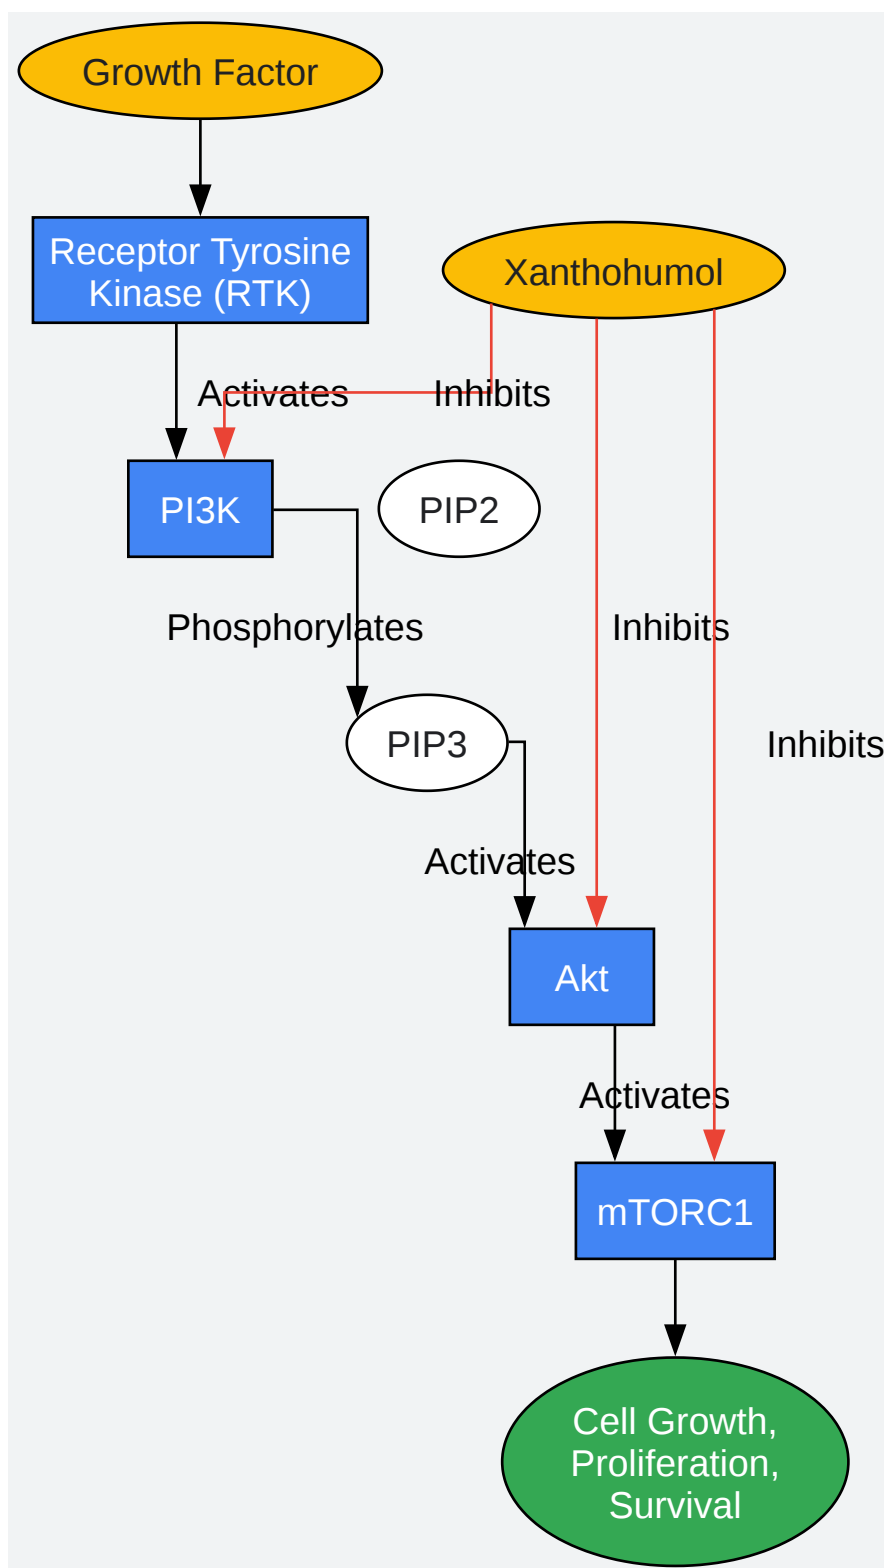 Growth Factor
Receptor Tyrosine
Kinase (RTK)
Xanthohumol
Activates
Inhibits
PI3K
PIP2
Phosphorylates
Inhibits
PIP3
Inhibits
Activates
Akt
Activates
mTORC1
Cell Growth,
Proliferation,
Survival